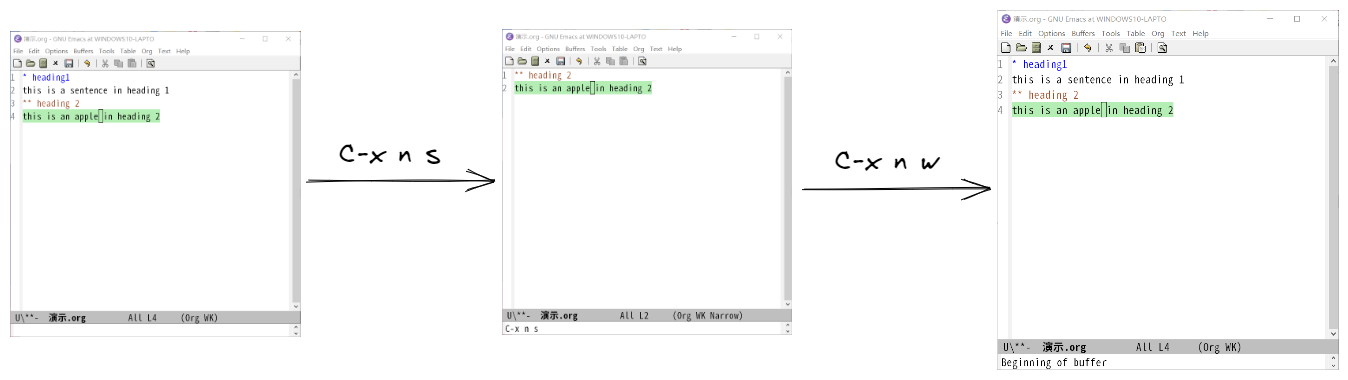 演示.org - GNU Emacs at WINDOWS10-LAPTO
File Edit Options Buffers Tools Table Org Text Help
1 * heading1
2 this is a sentence in heading 1
3 ** heading 2
4 this is an apple in heading 2
U\**- 演示.org All L4 (Org WK)
C-x n s
演示.org - GNU Emacs at WINDOWS10-LAPTO
File Edit Options Buffers Tools Table Org Text Help
1 ** heading 2
2 this is an apple in heading 2
U\**- 演示.org All L2 (Org WK Narrow)
C-x n s
C-x n w
演示.org - GNU Emacs at WINDOWS10-LAPTO
File Edit Options Buffers Tools Table Org Text Help
1 * heading1
2 this is a sentence in heading 1
3 ** heading 2
4 this is an apple in heading 2
U\**- 演示.org All L4 (Org WK)
Beginning of buffer